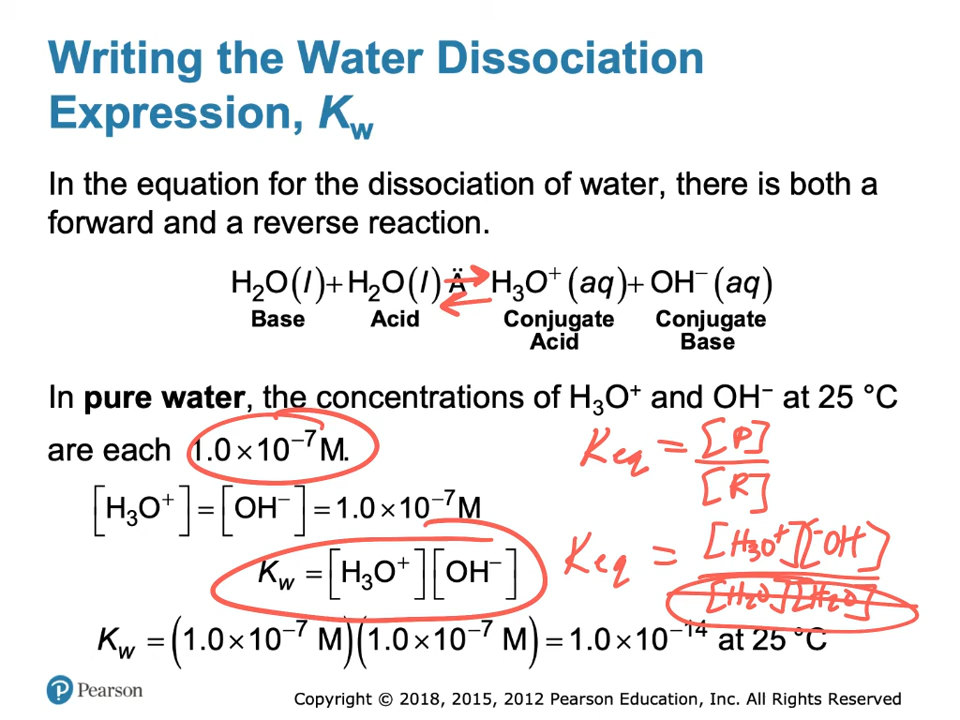 Writing the Water Dissociation
Expression, Kw
In the equation for the dissociation of water, there is both a
forward and a reverse reaction.
H₂O(l)+H₂O(l) Ä H₃O⁺(aq)+OH⁻(aq)
Base Acid Conjugate Conjugate
Acid Base
In pure water, the concentrations of H₃O⁺ and OH⁻ at 25 °C
are each 1.0×10⁻⁷ M.
Keq = [P]
[R]
[H₃O⁺] = [OH⁻] = 1.0×10⁻⁷ M
Kw = [H₃O⁺][OH⁻]
Keq = [H₃O⁺][⁻OH]
[H₂O][H₂O]
Kw = (1.0×10⁻⁷ M)(1.0×10⁻⁷ M) = 1.0×10⁻¹⁴ at 25 °C
P Pearson
Copyright © 2018, 2015, 2012 Pearson Education, Inc. All Rights Reserved